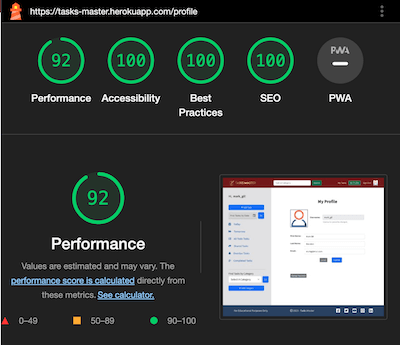 https://tasks-master.herokuapp.com/profile
92
100
100
100
PWA
Performance
Accessibility
Best
Practices
SEO
PWA
92
Performance
Values are estimated and may vary. The
performance score is calculated directly from
these metrics. See calculator.
0–49
50–89
90–100
My Profile